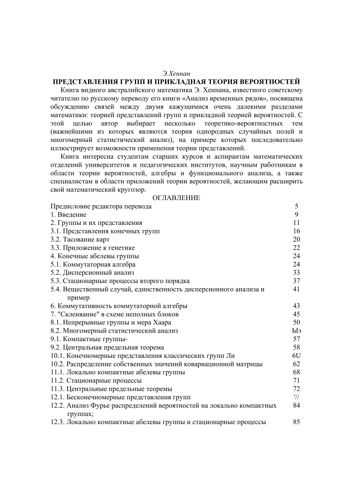 Э.Хеннан
ПРЕДСТАВЛЕНИЯ ГРУПП И ПРИКЛАДНАЯ ТЕОРИЯ ВЕРОЯТНОСТЕЙ
Книга видного австралийского математика Э. Хеннана, известного советскому
читателю по русскому переводу его книги «Анализ временных рядов», посвящена
обсуждению связей между двумя кажущимися очень далекими разделами
математики: теорией представлений групп и прикладной теорией вероятностей. С
этой целью автор выбирает несколько теоретико-вероятностных тем
(важнейшими из которых являются теория однородных случайных полей и
многомерный статистический анализ), на примере которых последовательно
иллюстрирует возможности применения теории представлений.
Книга интересна студентам старших курсов и аспирантам математических
отделений университетов и педагогических институтов, научным работникам в
области теории вероятностей, алгебры и функционального анализа, а также
специалистам в области приложений теории вероятностей, желающим расширить
свой математический кругозор.
ОГЛАВЛЕНИЕ
Предисловие редактора перевода 5
1. Введение 9
2. Группы и их представления 11
3.1. Представления конечных групп 16
3.2. Тасование карт 20
3.3. Приложение к генетике 22
4. Конечные абелевы группы 24
5.1. Коммутаторная алгебра 24
5.2. Дисперсионный анализ 33
5.3. Стационарные процессы второго порядка 37
5.4. Вещественный случай, единственность дисперсионного анализа и 41
пример
6. Коммутативность коммутаторной алгебры 43
7. "Склеивание" в схеме неполных блоков 45
8.1. Непрерывные группы и мера Хаара 50
8.2. Многомерный статистический анализ Ыэ
9.1. Компактные группы- 57
9.2. Центральная предельная теорема 58
10.1. Конечномерные представления классических групп Ли 6U
10.2. Распределение собственных значений ковариационной матрицы 62
11.1. Локально компактные абелевы группы 68
11.2. Стационарные процессы 71
11.3. Центральные предельные теоремы 72
12.1. Бесконечномерные представления групп
12.2. Анализ Фурье распределений вероятностей на локально компактных 84
группах;
12.3. Локально компактные абелевы группы и стационарные процессы 85